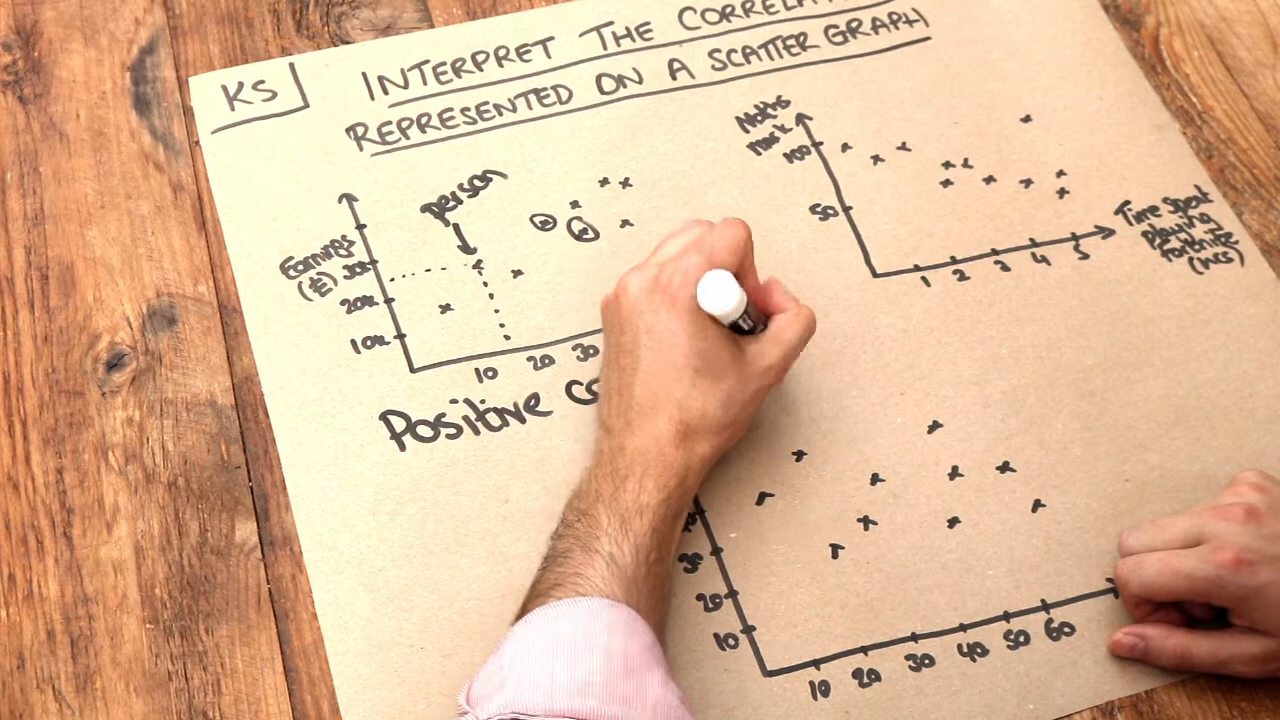 KS
INTERPRET THE
REPRESENTED ON A SCATTER GRAPH
person
Earnings
(£)
30k
20k
10k
10 20 30
Positive
Maths
mark
100
50
1 2 3 4 5
Time spent
playing
fortnite
(hrs)
30
20
10
10 20 30 40 50 60